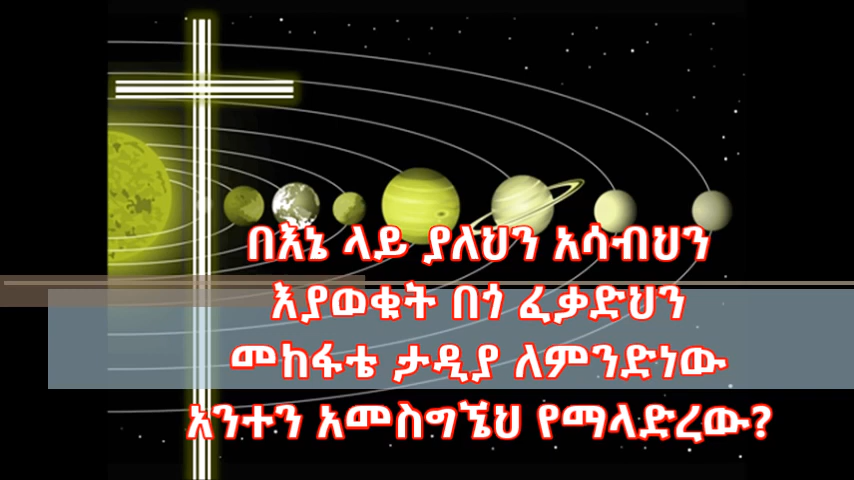 በእኔ ላይ ያለህን አሳብህን
እያወቁት በጎ ፈቃድህን
መከፋቴ ታዲያ ለምንድነው
አንተን አመስግኜህ የማላድረው?